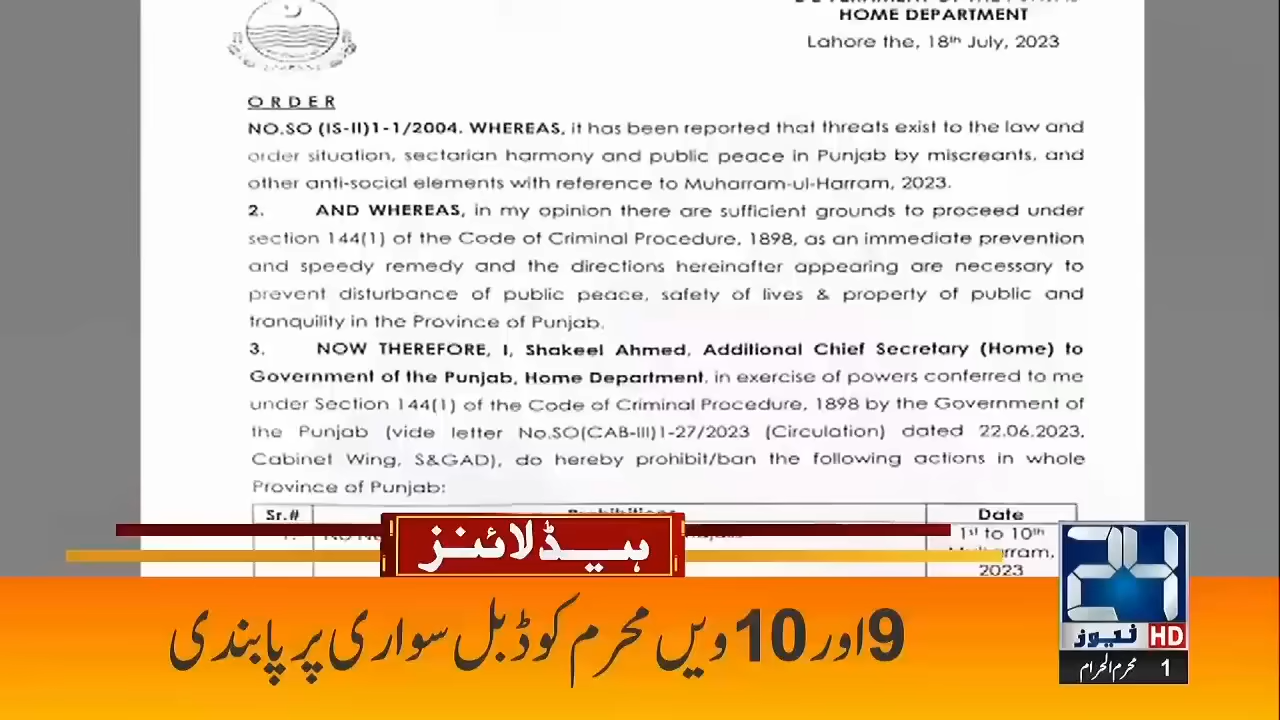 HOME DEPARTMENT
Lahore the, 18th July, 2023
ORDER
NO.SO (IS-II)1-1/2004. WHEREAS, it has been reported that threats exist to the law and
order situation, sectarian harmony and public peace in Punjab by miscreants, and
other anti-social elements with reference to Muharram-ul-Harram, 2023.
2. AND WHEREAS, in my opinion there are sufficient grounds to proceed under
section 144(1) of the Code of Criminal Procedure, 1898, as an immediate prevention
and speedy remedy and the directions hereinafter appearing are necessary to
prevent disturbance of public peace, safety of lives & property of public and
tranquility in the Province of Punjab.
3. NOW THEREFORE, I, Shakeel Ahmed, Additional Chief Secretary (Home) to
Government of the Punjab, Home Department, in exercise of powers conferred to me
under Section 144(1) of the Code of Criminal Procedure, 1898 by the Government of
the Punjab (vide letter No.SO(CAB-III)1-27/2023 (Circulation) dated 22.06.2023,
Cabinet Wing, S&GAD), do hereby prohibit/ban the following actions in whole
Province of Punjab:
Sr.# Date
1st to 10th
Muharram,
2023
ہیڈلائنز
9 اور 10 ویں محرم کو ڈبل سواری پر پابندی
24
نیوز HD
1 محرم الحرام